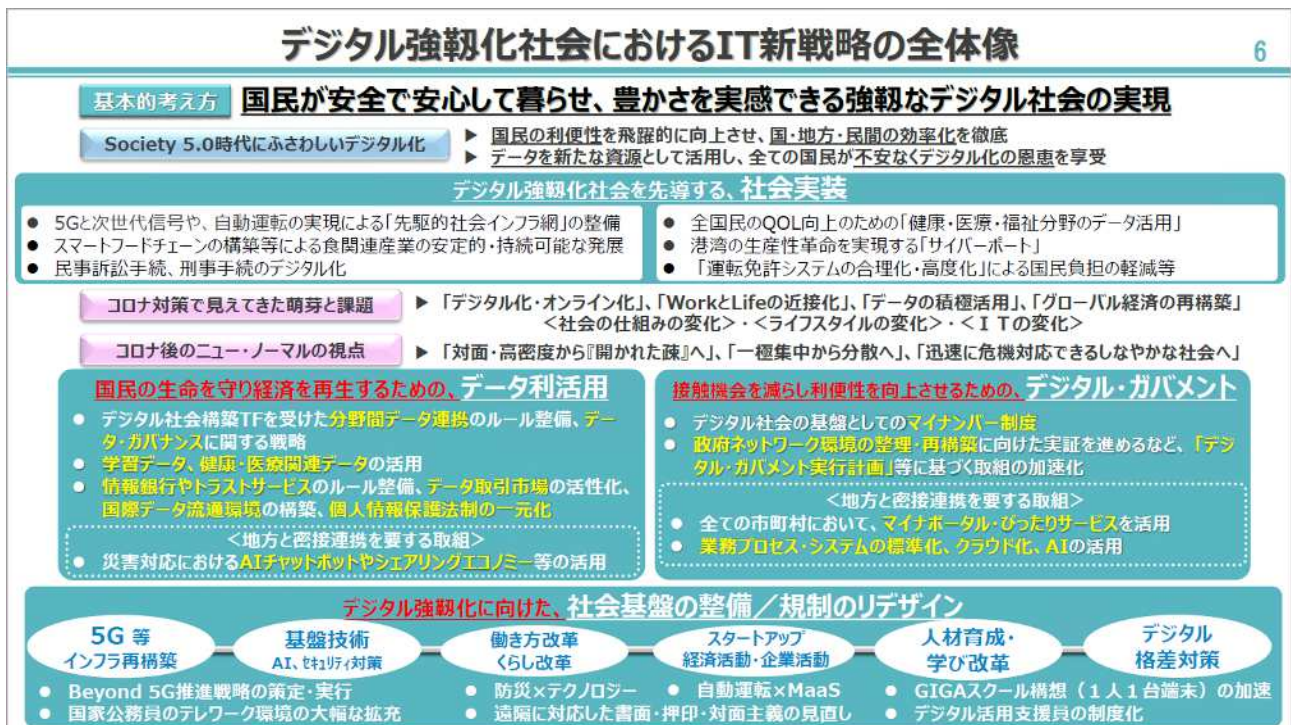 デジタル強靱化社会におけるIT新戦略の全体像
6
基本的考え方
国民が安全で安心して暮らせ、豊かさを実感できる強靱なデジタル社会の実現
Society 5.0時代にふさわしいデジタル化
▶ 国民の利便性を飛躍的に向上させ、国・地方・民間の効率化を徹底
▶ データを新たな資源として活用し、全ての国民が不安なくデジタル化の恩恵を享受
デジタル強靱化社会を先導する、社会実装
● 5Gと次世代信号や、自動運転の実現による「先駆的社会インフラ網」の整備
● スマートフードチェーンの構築等による食関連産業の安定的・持続可能な発展
● 民事訴訟手続、刑事手続のデジタル化
● 全国民のQOL向上のための「健康・医療・福祉分野のデータ活用」
● 港湾の生産性革命を実現する「サイバーポート」
● 「運転免許システムの合理化・高度化」による国民負担の軽減等
コロナ対策で見えてきた萌芽と課題
▶ 「デジタル化・オンライン化」、「WorkとLifeの近接化」、「データの積極活用」、「グローバル経済の再構築」
＜社会の仕組みの変化＞・＜ライフスタイルの変化＞・＜ＩＴの変化＞
コロナ後のニュー・ノーマルの視点
▶ 「対面・高密度から『開かれた疎』へ」、「一極集中から分散へ」、「迅速に危機対応できるしなやかな社会へ」
国民の生命を守り経済を再生するための、データ利活用
● デジタル社会構築TFを受けた分野間データ連携のルール整備、デー
タ・ガバナンスに関する戦略
● 学習データ、健康・医療関連データの活用
● 情報銀行やトラストサービスのルール整備、データ取引市場の活性化、
国際データ流通環境の構築、個人情報保護法制の一元化
＜地方と密接連携を要する取組＞
● 災害対応におけるAIチャットボットやシェアリングエコノミー等の活用
接触機会を減らし利便性を向上させるための、デジタル・ガバメント
● デジタル社会の基盤としてのマイナンバー制度
● 政府ネットワーク環境の整理・再構築に向けた実証を進めるなど、「デジ
タル・ガバメント実行計画」等に基づく取組の加速化
＜地方と密接連携を要する取組＞
● 全ての市町村において、マイナポータル・ぴったりサービスを活用
● 業務プロセス・システムの標準化、クラウド化、AIの活用
デジタル強靱化に向けた、社会基盤の整備／規制のリデザイン
5G 等
インフラ再構築
基盤技術
AI、セキュリティ対策
働き方改革
くらし改革
スタートアップ
経済活動・企業活動
人材育成・
学び改革
デジタル
格差対策
● Beyond 5G推進戦略の策定・実行
● 国家公務員のテレワーク環境の大幅な拡充
● 防災×テクノロジー
● 自動運転×MaaS
● 遠隔に対応した書面・押印・対面主義の見直し
● GIGAスクール構想（１人１台端末）の加速
● デジタル活用支援員の制度化